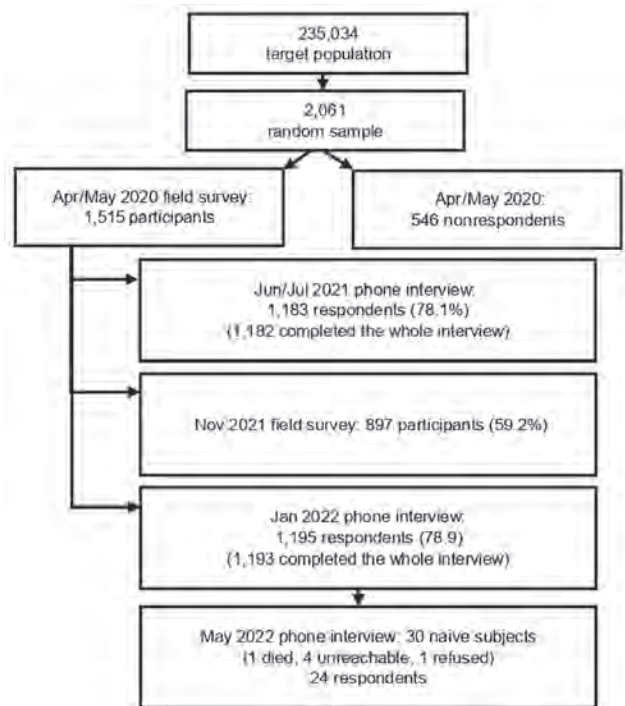 235,034
target population
2,061
random sample
Apr/May 2020 field survey:
1,515 participants
Apr/May 2020:
546 nonrespondents
Jun/Jul 2021 phone interview:
1,183 respondents (78.1%)
(1,182 completed the whole interview)
Nov 2021 field survey: 897 participants (59.2%)
Jan 2022 phone interview:
1,195 respondents (78.9)
(1,193 completed the whole interview)
May 2022 phone interview: 30 naive subjects
(1 died, 4 unreachable, 1 refused)
24 respondents